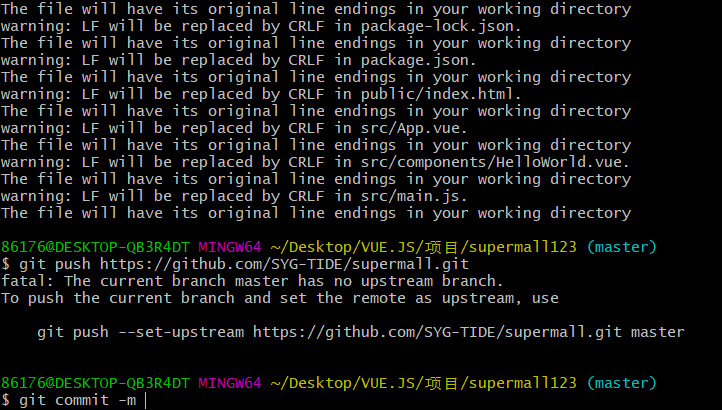 The file will have its original line endings in your working directory
warning: LF will be replaced by CRLF in package-lock.json.
The file will have its original line endings in your working directory
warning: LF will be replaced by CRLF in package.json.
The file will have its original line endings in your working directory
warning: LF will be replaced by CRLF in public/index.html.
The file will have its original line endings in your working directory
warning: LF will be replaced by CRLF in src/App.vue.
The file will have its original line endings in your working directory
warning: LF will be replaced by CRLF in src/components/HelloWorld.vue.
The file will have its original line endings in your working directory
warning: LF will be replaced by CRLF in src/main.js.
The file will have its original line endings in your working directory
86176@DESKTOP-QB3R4DT MINGW64 ~/Desktop/VUE.JS/项目/supermall123 (master)
$ git push https://github.com/SYG-TIDE/supermall.git
fatal: The current branch master has no upstream branch.
To push the current branch and set the remote as upstream, use
git push --set-upstream https://github.com/SYG-TIDE/supermall.git master
86176@DESKTOP-QB3R4DT MINGW64 ~/Desktop/VUE.JS/项目/supermall123 (master)
$ git commit -m